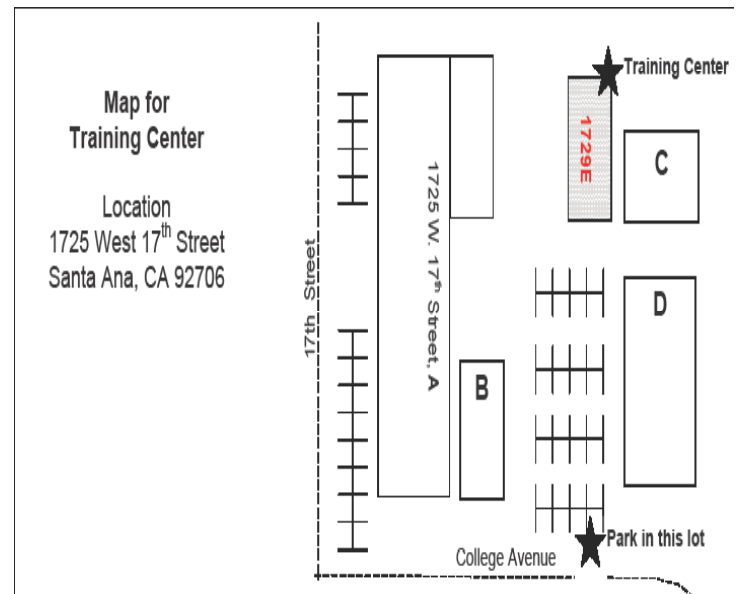 Map for
Training Center
Location
1725 West 17th Street
Santa Ana, CA 92706
17th Street
1725 W. 17th Street, A
B
1729E
Training Center
C
D
Park in this lot
College Avenue